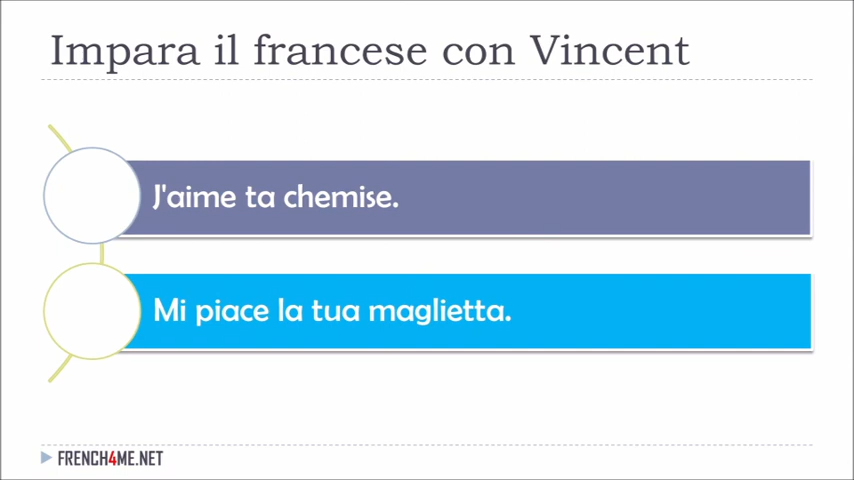 Impara il francese con Vincent
J'aime ta chemise.
Mi piace la tua maglietta.
FRENCH4ME.NET